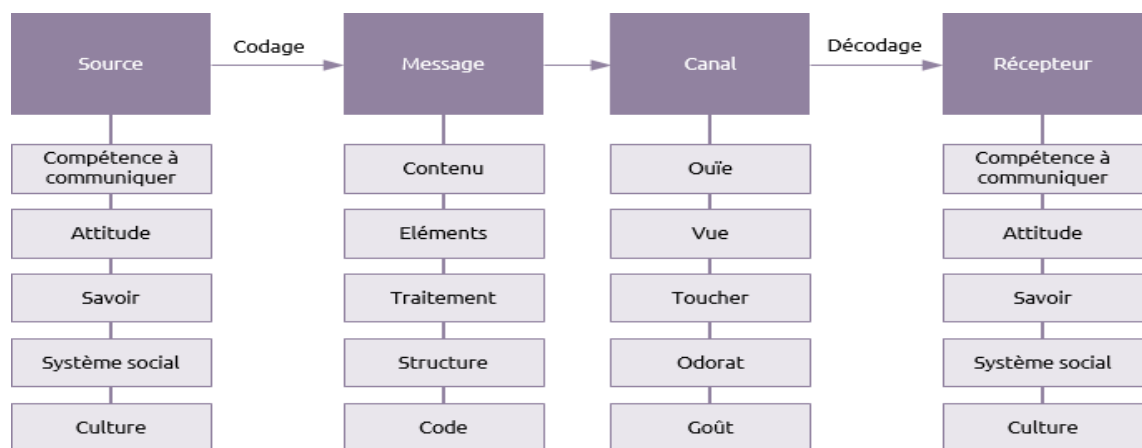 Codage
Décodage
Source
Message
Canal
Récepteur
Compétence à
communiquer
Contenu
Ouïe
Compétence à
communiquer
Attitude
Eléments
Vue
Attitude
Savoir
Traitement
Toucher
Savoir
Système social
Structure
Odorat
Système social
Culture
Code
Goût
Culture